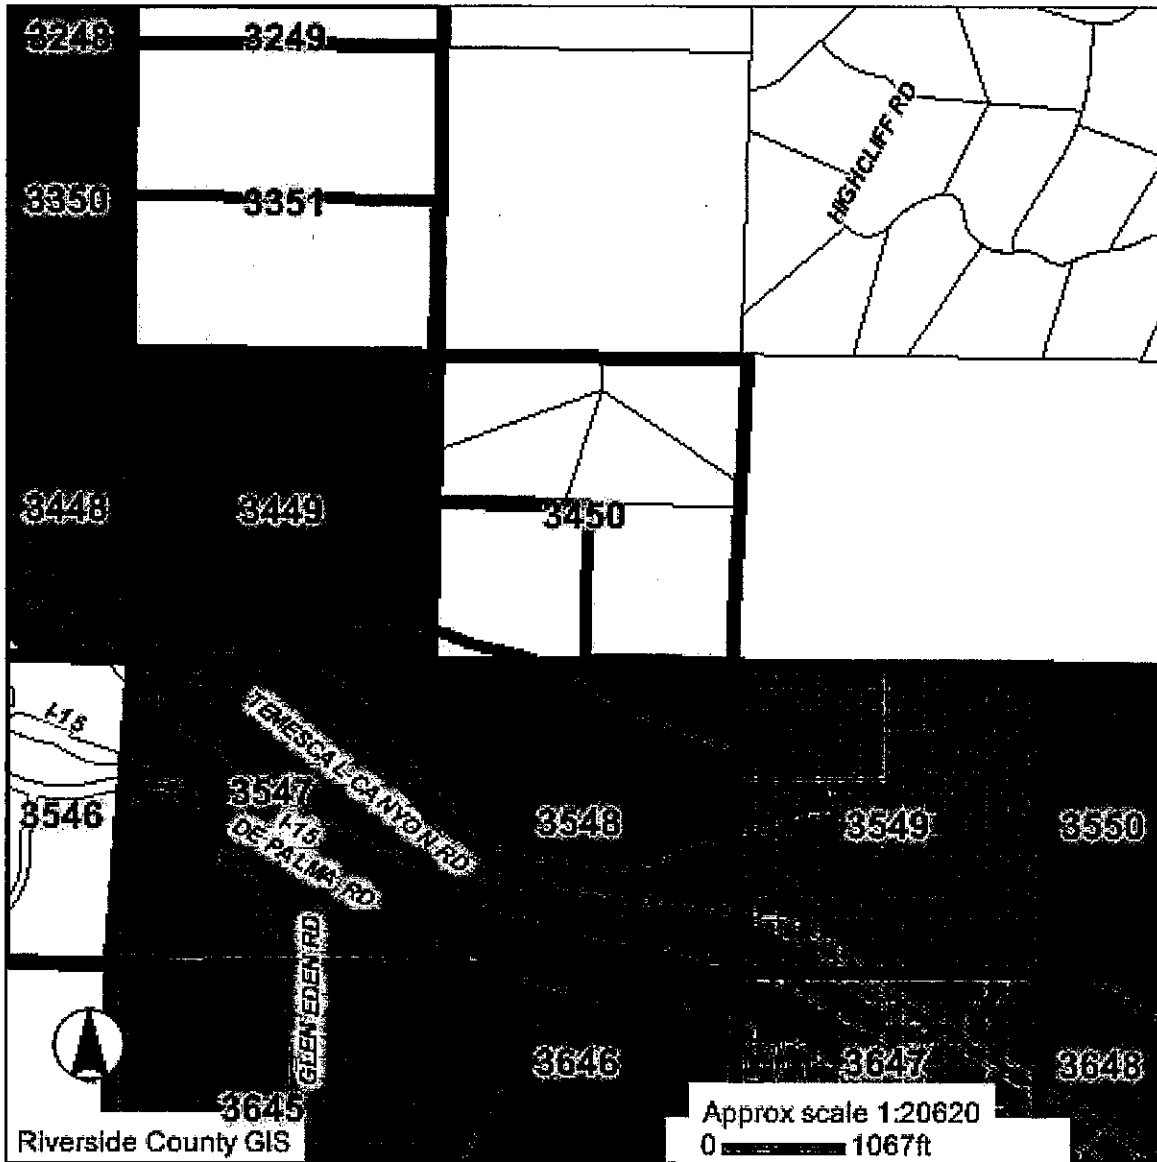 3248 3249
HIGHCLIFF RD
3350 3351
3448 3449 3450
I-15
TEMESCAL CANYON RD
3546 3547 3548 3549 3550
I-15
DE PALMA RD
GLEN EDEN RD
3646 3647 3648
3645
Approx scale 1:20620
Riverside County GIS
0 1067ft